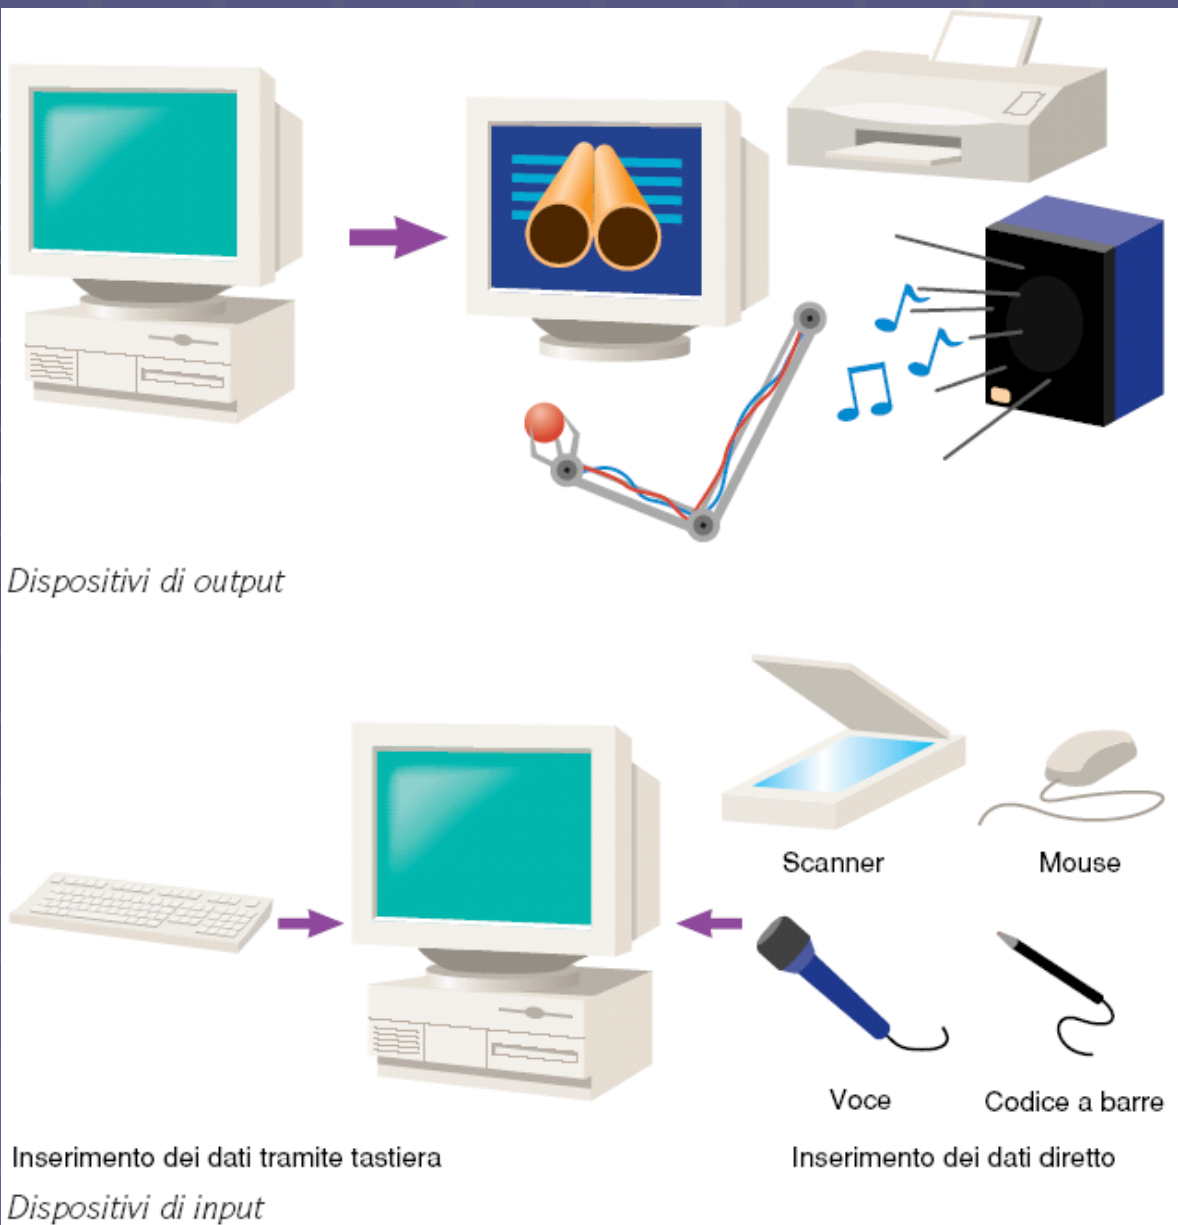 Dispositivi di output
Scanner
Mouse
Voce
Codice a barre
Inserimento dei dati tramite tastiera
Inserimento dei dati diretto
Dispositivi di input